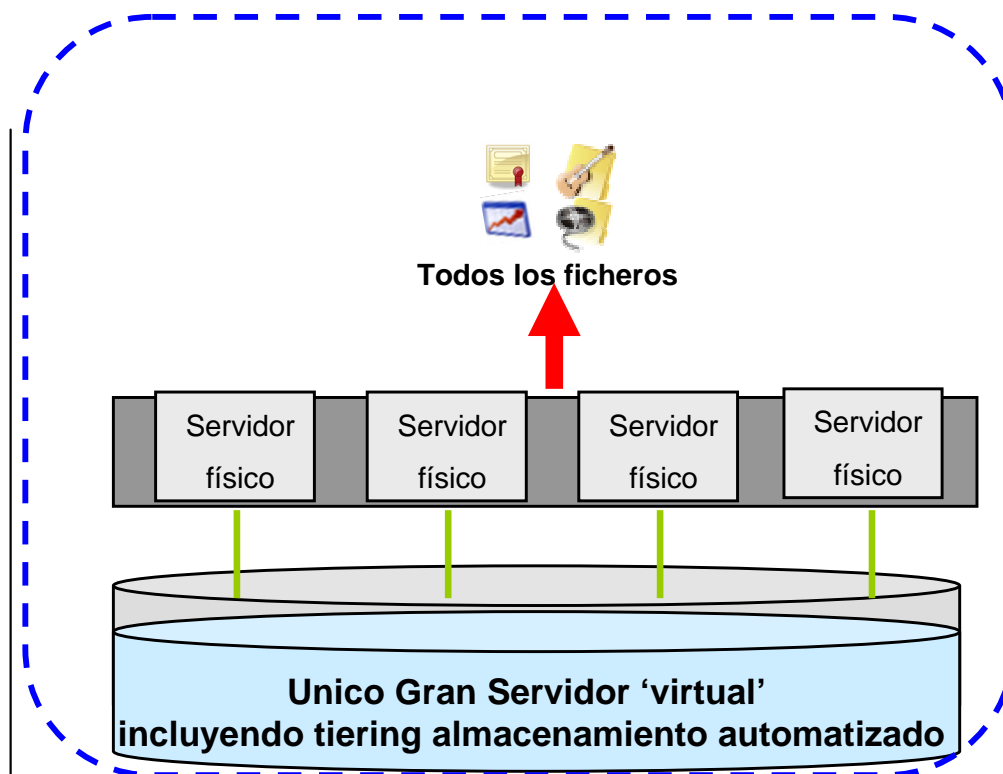 Todos los ficheros
Servidor físico
Servidor físico
Servidor físico
Servidor físico
Unico Gran Servidor ‘virtual’
incluyendo tiering almacenamiento automatizado